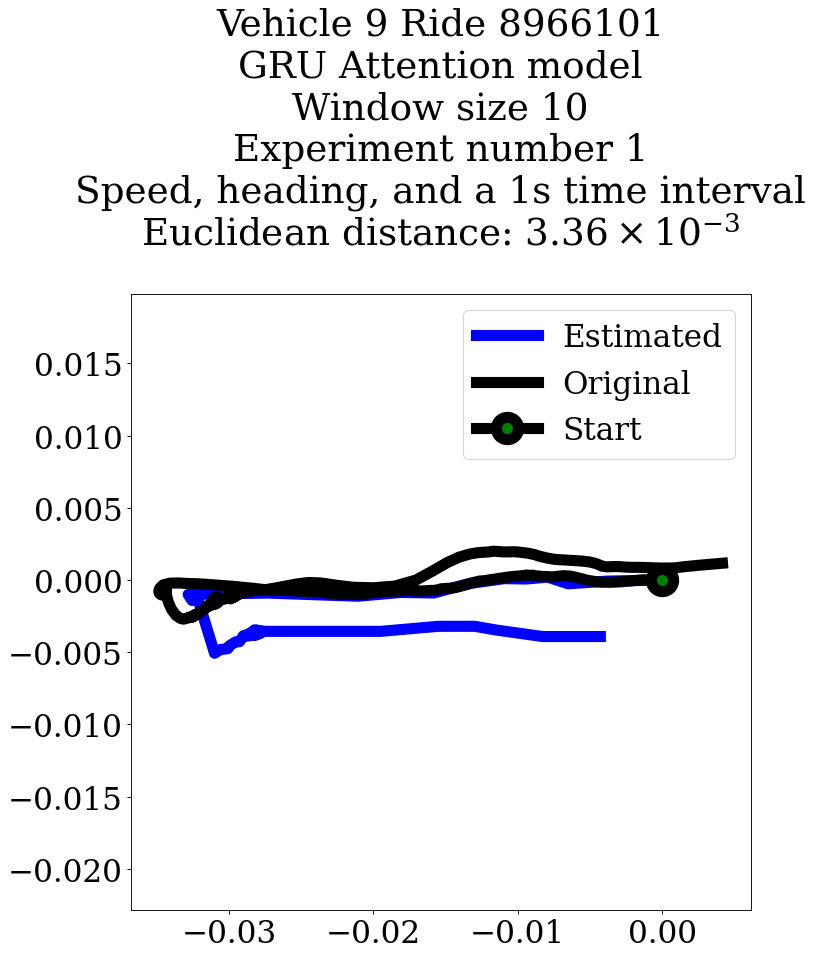 Vehicle 9 Ride 8966101
GRU Attention model
Window size 10
Experiment number 1
Speed, heading, and a 1s time interval
Euclidean distance: 3.36 × 10⁻³
Estimated
Original
Start
0.015
0.010
0.005
0.000
−0.005
−0.010
−0.015
−0.020
−0.03 −0.02 −0.01 0.00